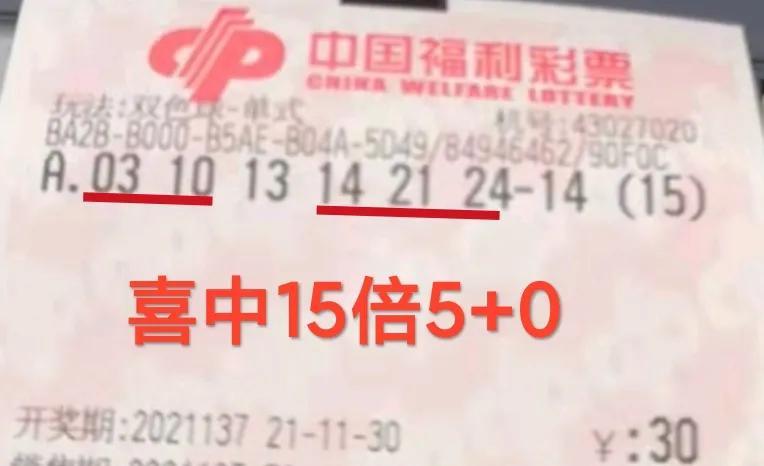 中国福利彩票
CHINA WELFARE LOTTERY
玩法:双色球-单式
机号:43027020
BA2B-B000-B5AE-B04A-5D49/84946462/90F0C
A.03 10 13 14 21 24-14 (15)
喜中15倍5+0
开奖期:2021137 21-11-30
¥:30